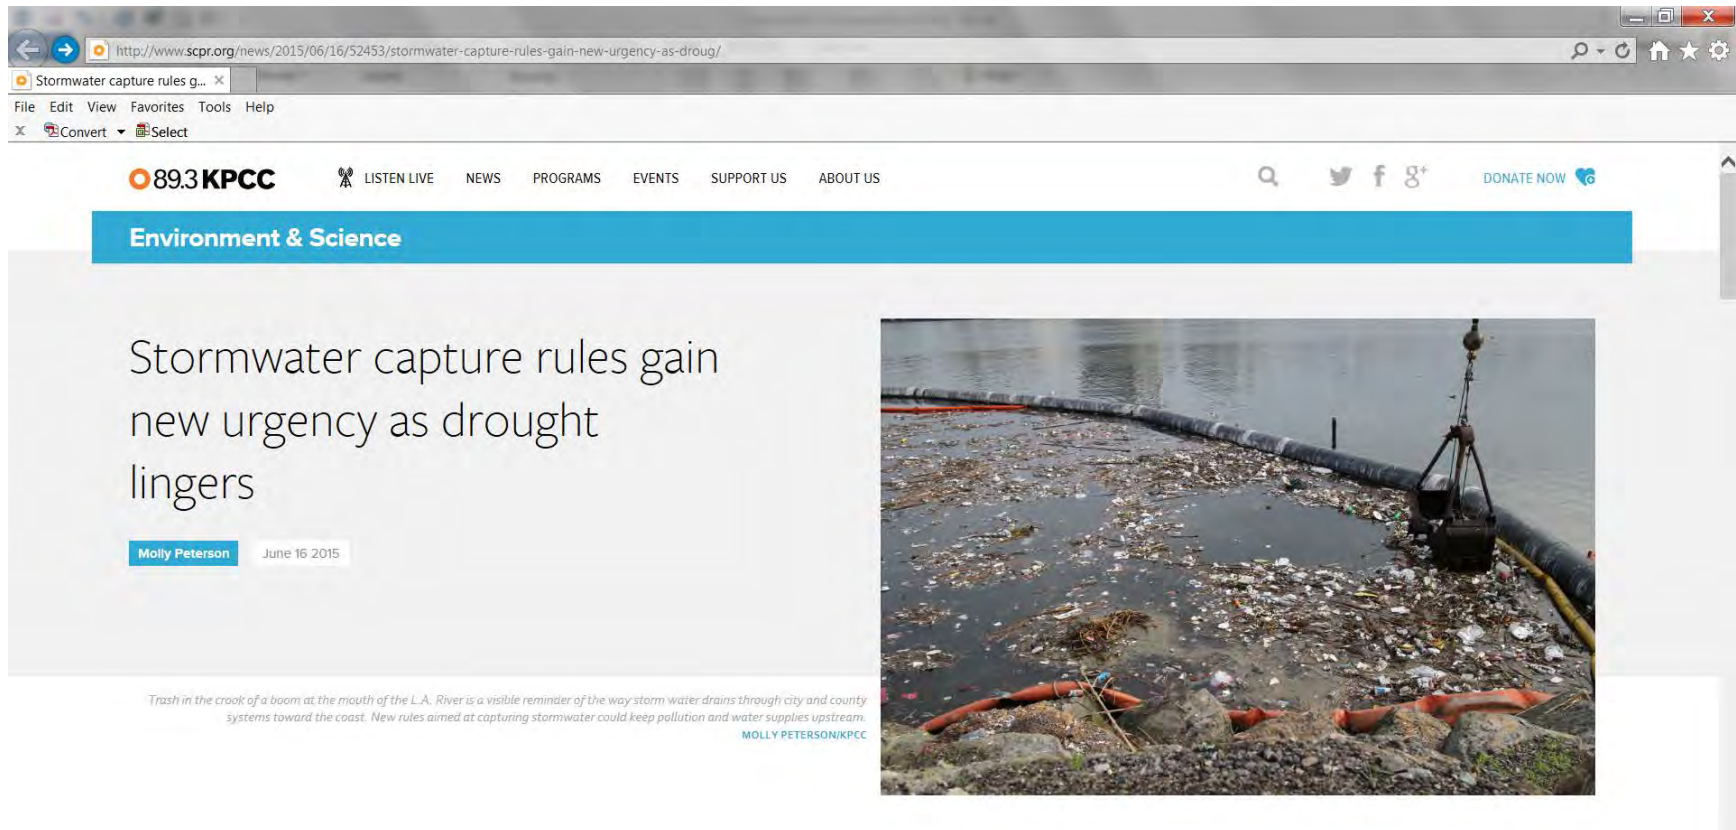 http://www.scpr.org/news/2015/06/16/52453/stormwater-capture-rules-gain-new-urgency-as-droug/
Stormwater capture rules g...
File Edit View Favorites Tools Help
Convert Select
89.3 KPCC LISTEN LIVE NEWS PROGRAMS EVENTS SUPPORT US ABOUT US DONATE NOW
Environment & Science
Stormwater capture rules gain
new urgency as drought
lingers
Molly Peterson June 16 2015
Trash in the crook of a boom at the mouth of the L.A. River is a visible reminder of the way storm water drains through city and county
systems toward the coast. New rules aimed at capturing stormwater could keep pollution and water supplies upstream.
MOLLY PETERSON/KPCC